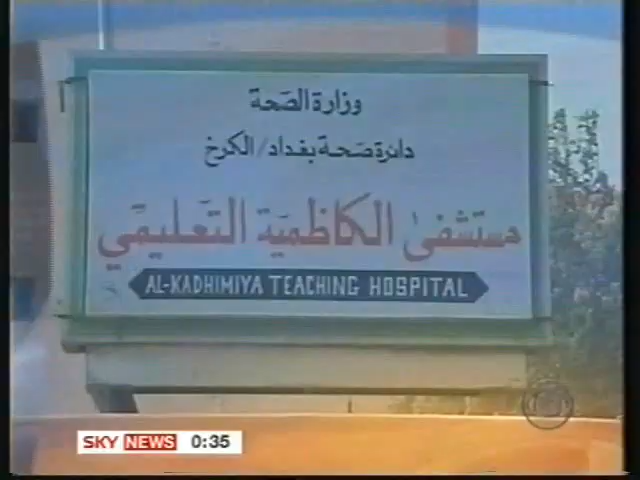 وزارة الصحة
دائرة صحة بغداد/الكرخ
مستشفى الكاظمية التعليمي
AL-KADHIMIYA TEACHING HOSPITAL
SKY NEWS 0:35